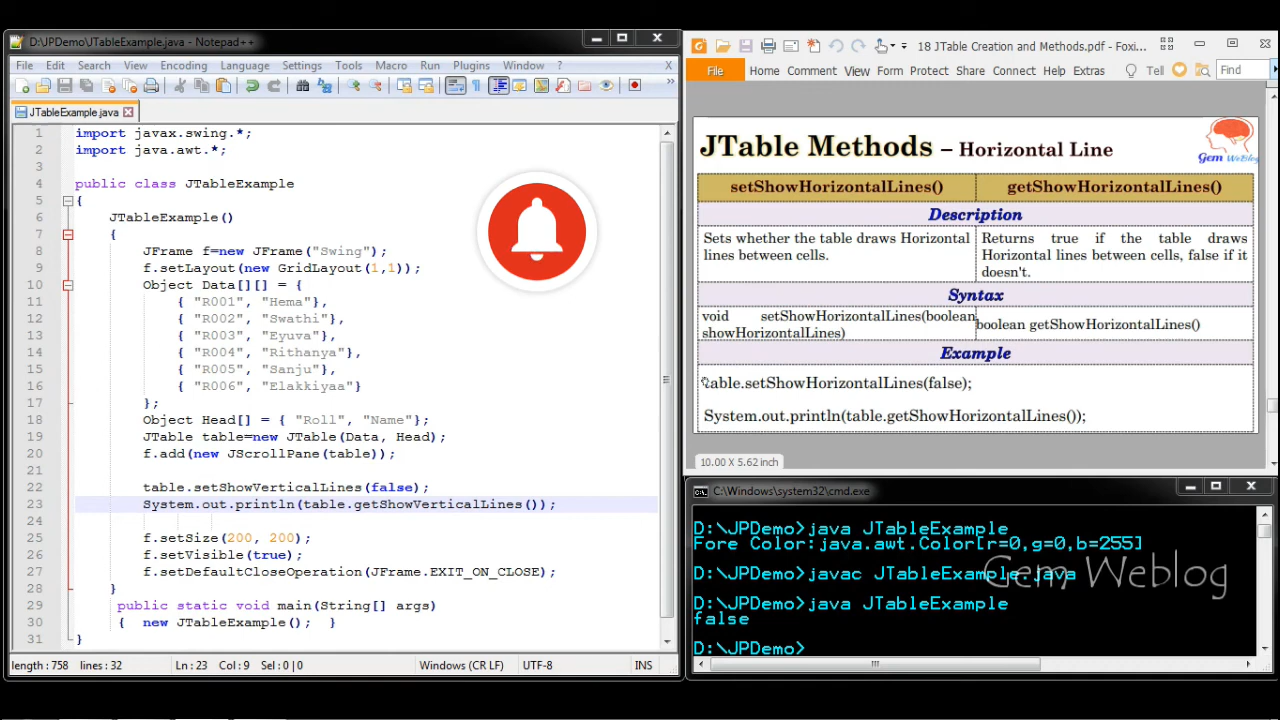 D:\JPDemo\JTableExample.java - Notepad++
File Edit Search View Encoding Language Settings Tools Macro Run Plugins Window ? X
JTableExample.java
1 import javax.swing.*;
2 import java.awt.*;
3
4 public class JTableExample
5 {
6 JTableExample()
7 {
8 JFrame f=new JFrame("Swing");
9 f.setLayout(new GridLayout(1,1));
10 Object Data[][] = {
11 { "R001", "Hema"},
12 { "R002", "Swathi"},
13 { "R003", "Eyuva"},
14 { "R004", "Rithanya"},
15 { "R005", "Sanju"},
16 { "R006", "Elakkiyaa"}
17 };
18 Object Head[] = { "Roll", "Name"};
19 JTable table=new JTable(Data, Head);
20 f.add(new JScrollPane(table));
21
22 table.setShowVerticalLines(false);
23 System.out.println(table.getShowVerticalLines());
24
25 f.setSize(200, 200);
26 f.setVisible(true);
27 f.setDefaultCloseOperation(JFrame.EXIT_ON_CLOSE);
28 }
29 public static void main(String[] args)
30 { new JTableExample(); }
31 }
length : 758 lines : 32 Ln : 23 Col : 9 Sel : 0 | 0 Windows (CR LF) UTF-8 INS
18 JTable Creation and Methods.pdf - Foxi...
File Home Comment View Form Protect Share Connect Help Extras Tell Find
JTable Methods – Horizontal Line
Gem WeBlog
setShowHorizontalLines() getShowHorizontalLines()
Description
Sets whether the table draws Horizontal lines between cells.
Returns true if the table draws Horizontal lines between cells, false if it doesn't.
Syntax
void setShowHorizontalLines(boolean showHorizontalLines)
boolean getShowHorizontalLines()
Example
table.setShowHorizontalLines(false);
System.out.println(table.getShowHorizontalLines());
10.00 X 5.62 inch
C:\Windows\system32\cmd.exe
D:\JPDemo>java JTableExample
Fore Color:java.awt.Color[r=0,g=0,b=255]
D:\JPDemo>javac JTableExample.java
Gem Weblog
D:\JPDemo>java JTableExample
false
D:\JPDemo>